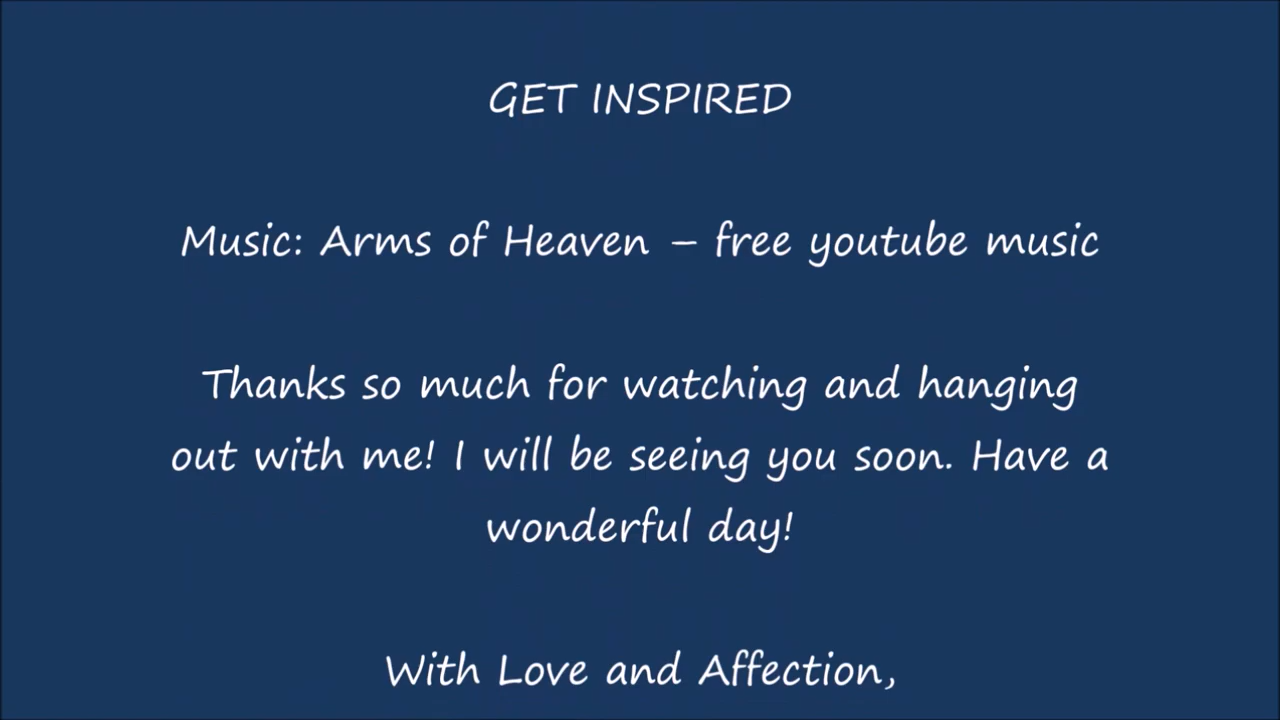 GET INSPIRED
Music: Arms of Heaven – free youtube music
Thanks so much for watching and hanging
out with me! I will be seeing you soon. Have a
wonderful day!
With Love and Affection,